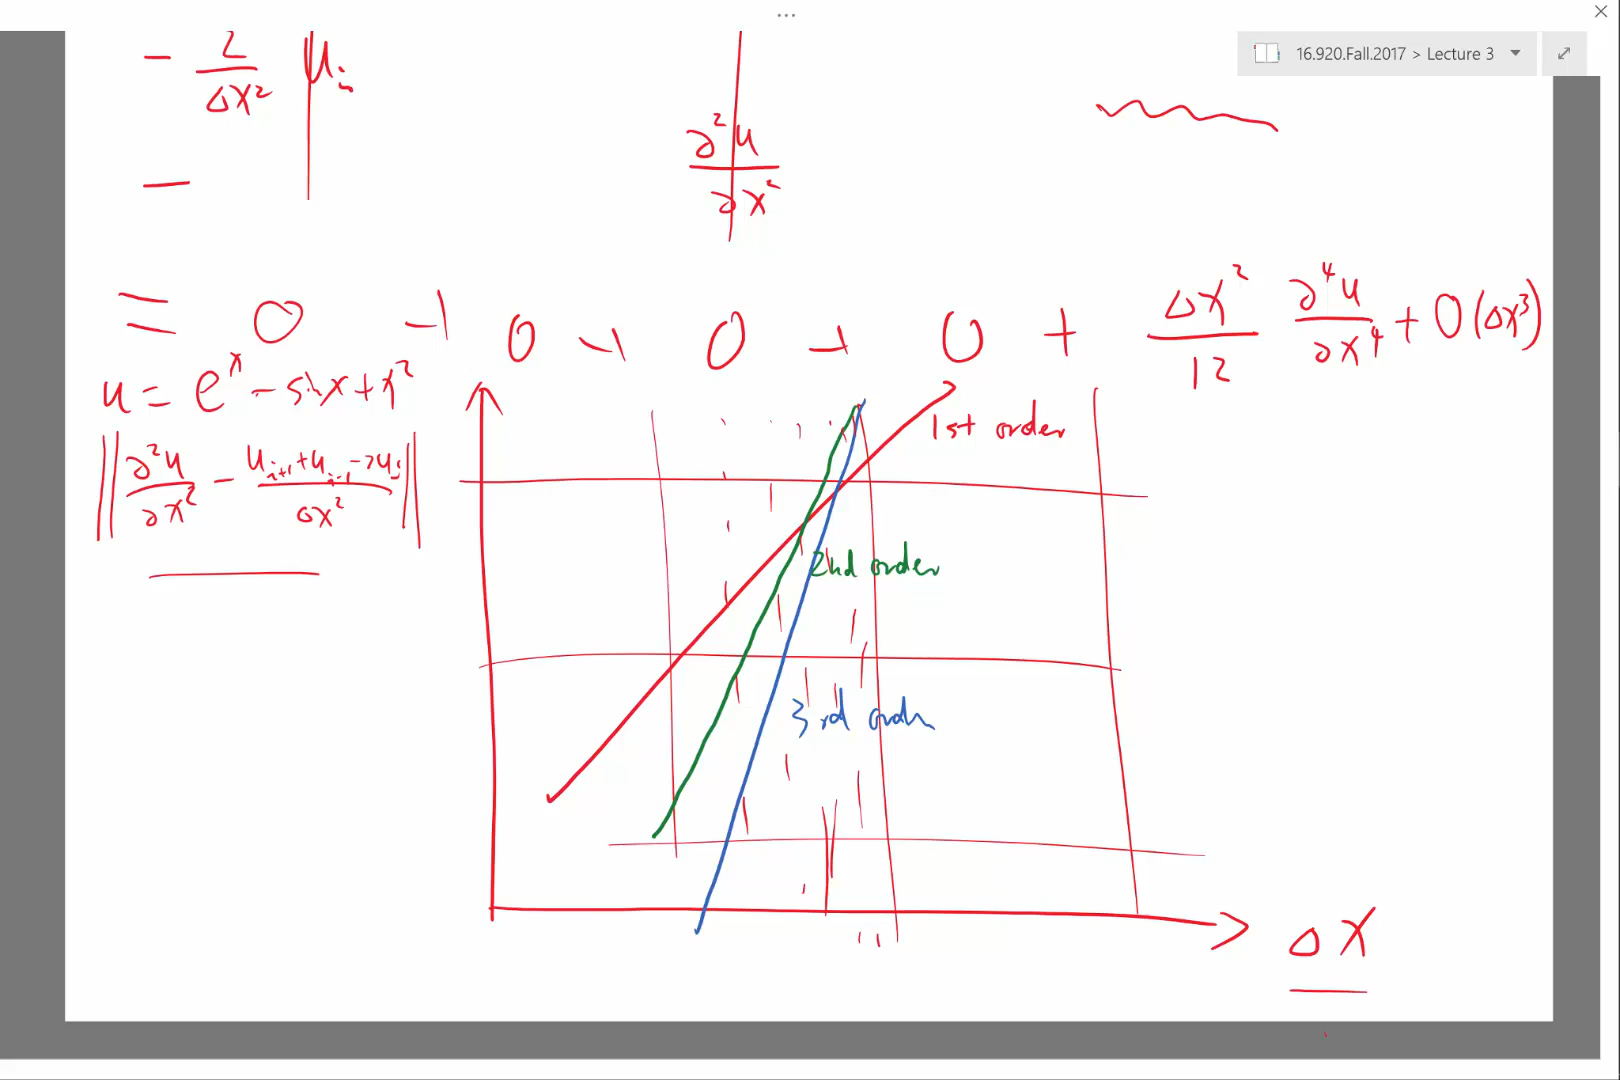 16.920.Fall.2017 > Lecture 3
- 2/Δx² u_i
∂²u/∂x²
-
= 0 + 0 + 0 + 0 + Δx²/12 ∂⁴u/∂x⁴ + O(Δx³)
u = e^x - sin x + x²
‖∂²u/∂x² - (u_{i+1} + u_{i-1} - 2u_i)/Δx²‖
1st order
2nd order
3rd order
Δx